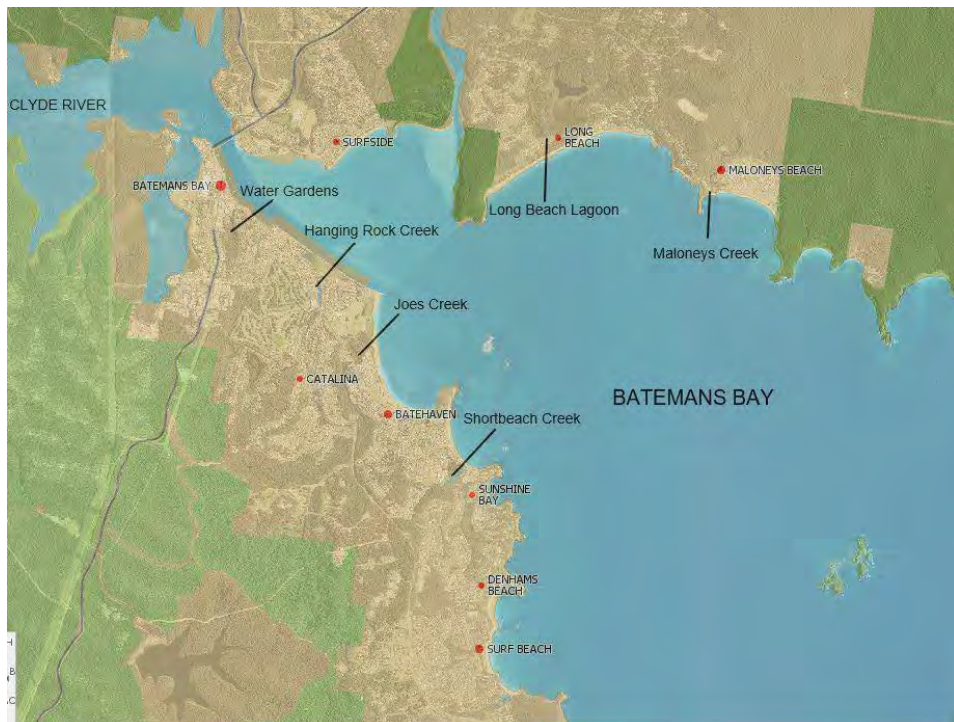 CLYDE RIVER
SURFSIDE
LONG
BEACH
MALONEYS BEACH
BATEMANS BAY
Water Gardens
Long Beach Lagoon
Hanging Rock Creek
Maloneys Creek
Joes Creek
CATALINA
BATEMANS BAY
BATEHAVEN
Shortbeach Creek
SUNSHINE
BAY
DENHAMS
BEACH
SURF BEACH